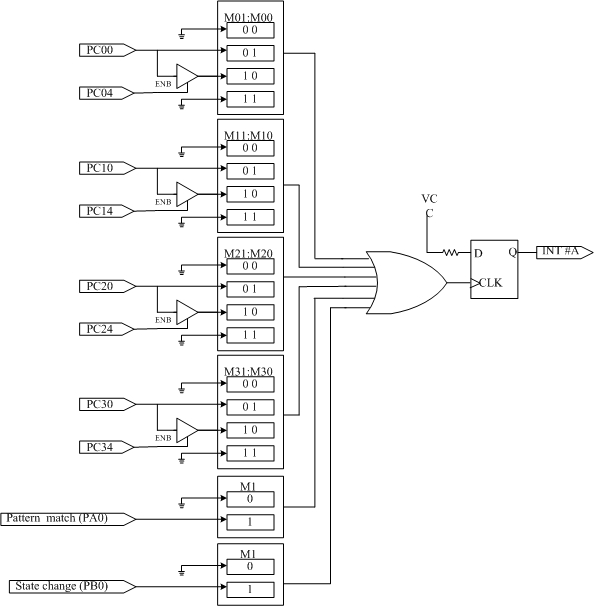 M01:M00
0 0
PC00
0 1
1 0
ENB
PC04
1 1
M11:M10
0 0
PC10
0 1
1 0
ENB
PC14
1 1
VC
C
M21:M20
0 0
D Q INT #A
CLK
PC20
0 1
1 0
ENB
PC24
1 1
M31:M30
0 0
PC30
0 1
1 0
ENB
PC34
1 1
M1
0
Pattern match (PA0)
1
M1
0
State change (PB0)
1